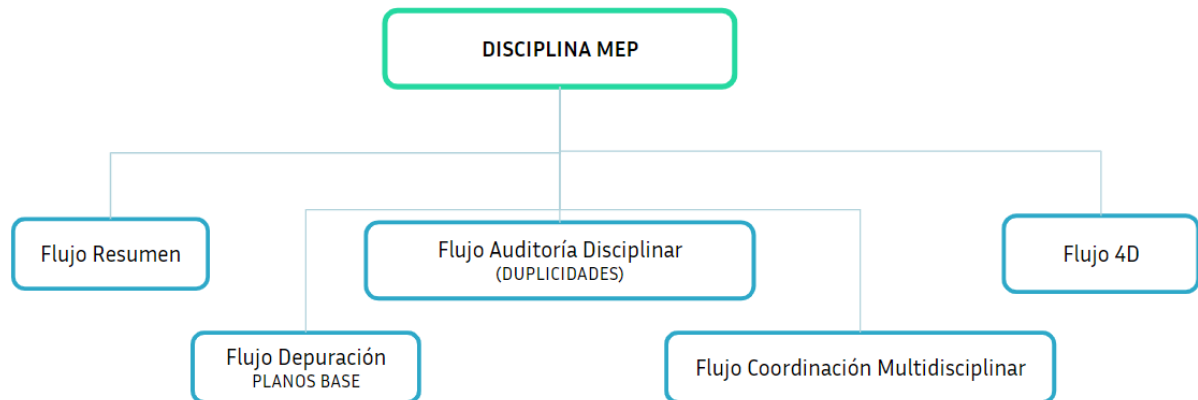 DISCIPLINA MEP
Flujo Resumen
Flujo Auditoría Disciplinar
(DUPLICIDADES)
Flujo 4D
Flujo Depuración
PLANOS BASE
Flujo Coordinación Multidisciplinar